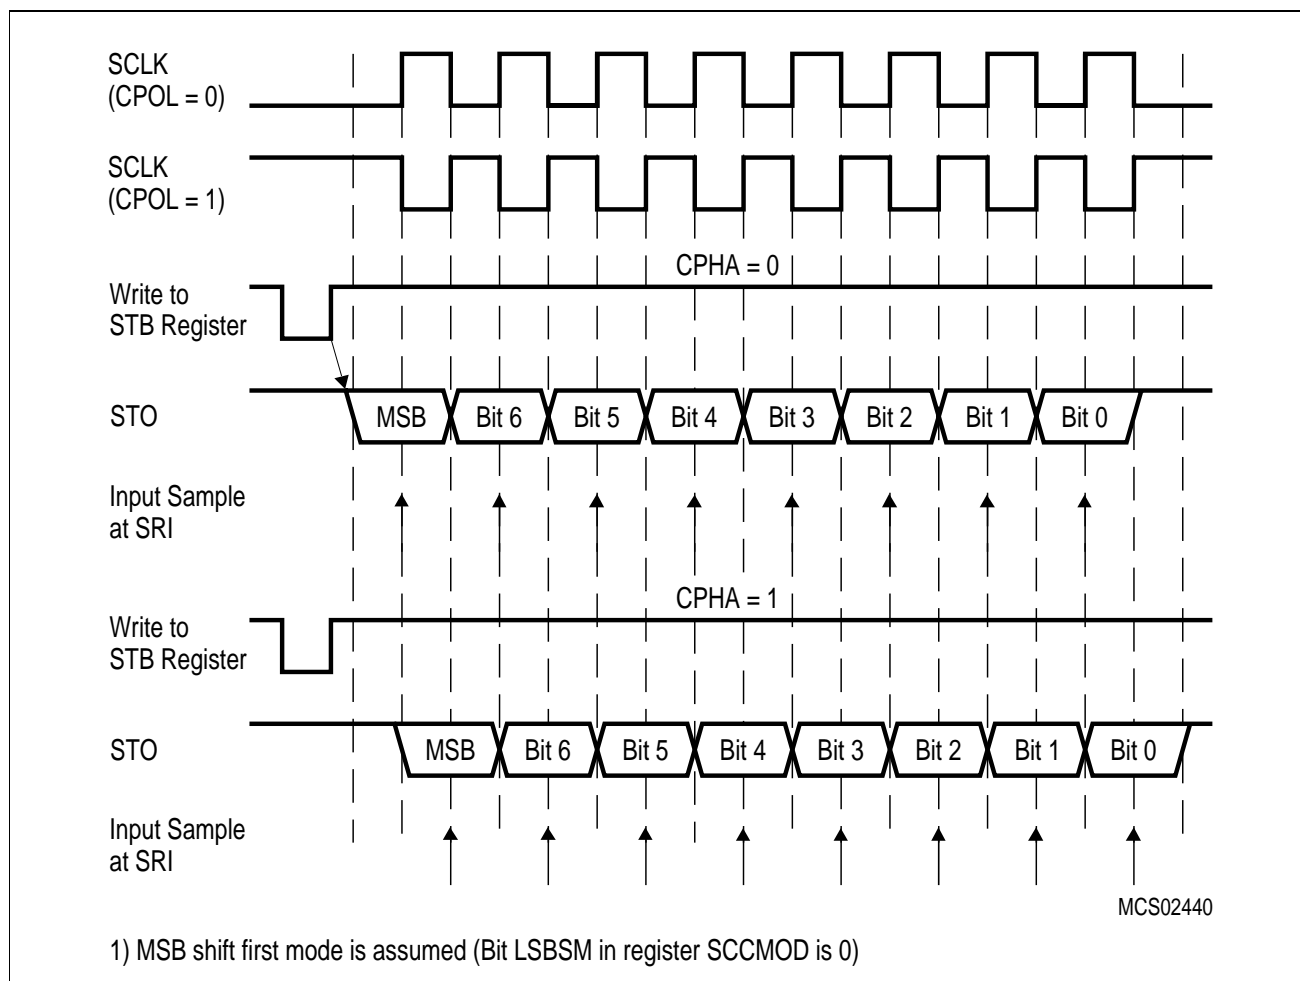 SCLK
(CPOL = 0)
SCLK
(CPOL = 1)
CPHA = 0
Write to
STB Register
STO MSB Bit 6 Bit 5 Bit 4 Bit 3 Bit 2 Bit 1 Bit 0
Input Sample
at SRI
CPHA = 1
Write to
STB Register
STO MSB Bit 6 Bit 5 Bit 4 Bit 3 Bit 2 Bit 1 Bit 0
Input Sample
at SRI
MCS02440
1) MSB shift first mode is assumed (Bit LSBSM in register SCCMOD is 0)